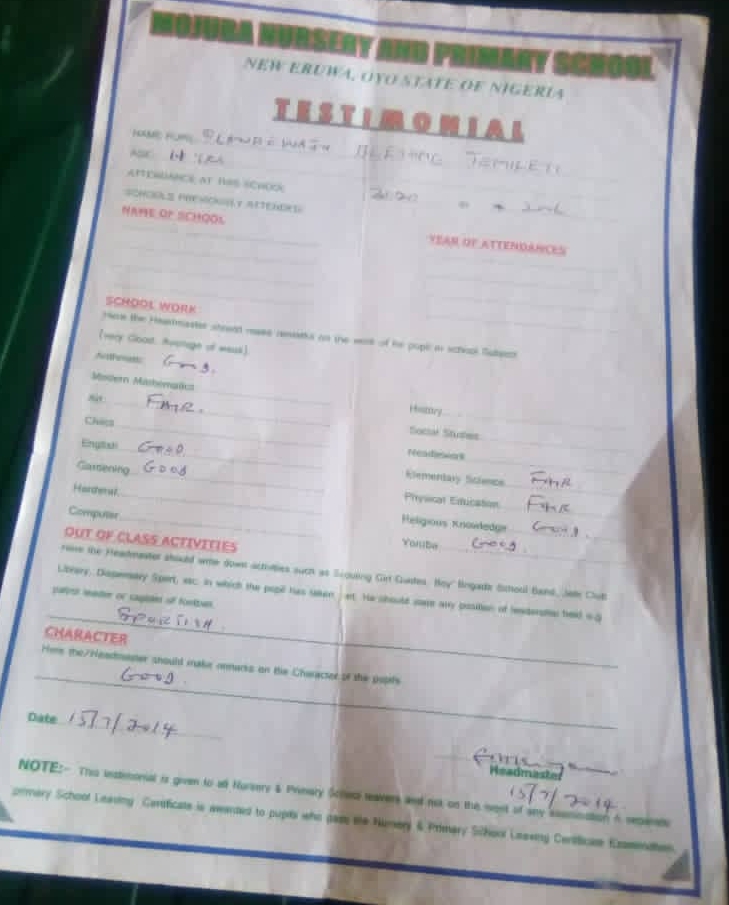 MOJUBA NURSERY AND PRIMARY SCHOOL
NEW ERUWA, OYO STATE OF NIGERIA
TESTIMONIAL
NAME PUPIL
AGE:
ATTENDANCE AT THIS SCHOOL
SCHOOLS PREVIOUSLY ATTENDED:
NAME OF SCHOOL
YEAR OF ATTENDANCES
SCHOOL WORK
Here the Headmaster should make remarks on the work of he pupil in school Subject
(very Good. Average of weak)
Arithmetic Good.
Modern Mathematics
Art FAIR.
Civics
English GOOD
Gardening GOOD
Handwrit
Computer
History
Social Studies
Needlework
Elementary Science FAIR
Physical Education FAIR
Religious Knowledge Good.
Yoruba Good.
OUT OF CLASS ACTIVITIES
Here the Headmaster should write down activities such as Scouting Girl Guides, Boy' Brigade School Band, Jets Club
Library, Dispensary Sport, etc. in which the pupil has taken part. He should state any position of leadership held e.g
patrol leader or captain of football.
CHARACTER
Here the/Headmaster should make remarks on the Character of the pupils
Good.
Date 15/7/2014
Headmaster
15/7/2014
NOTE:- This testimonial is given to all Nursery & Primary School leavers and not on the result of any examination A separate
primary School Leaving Certificate is awarded to pupils who pass the Nursery & Primary School Leaving Certificate Examination